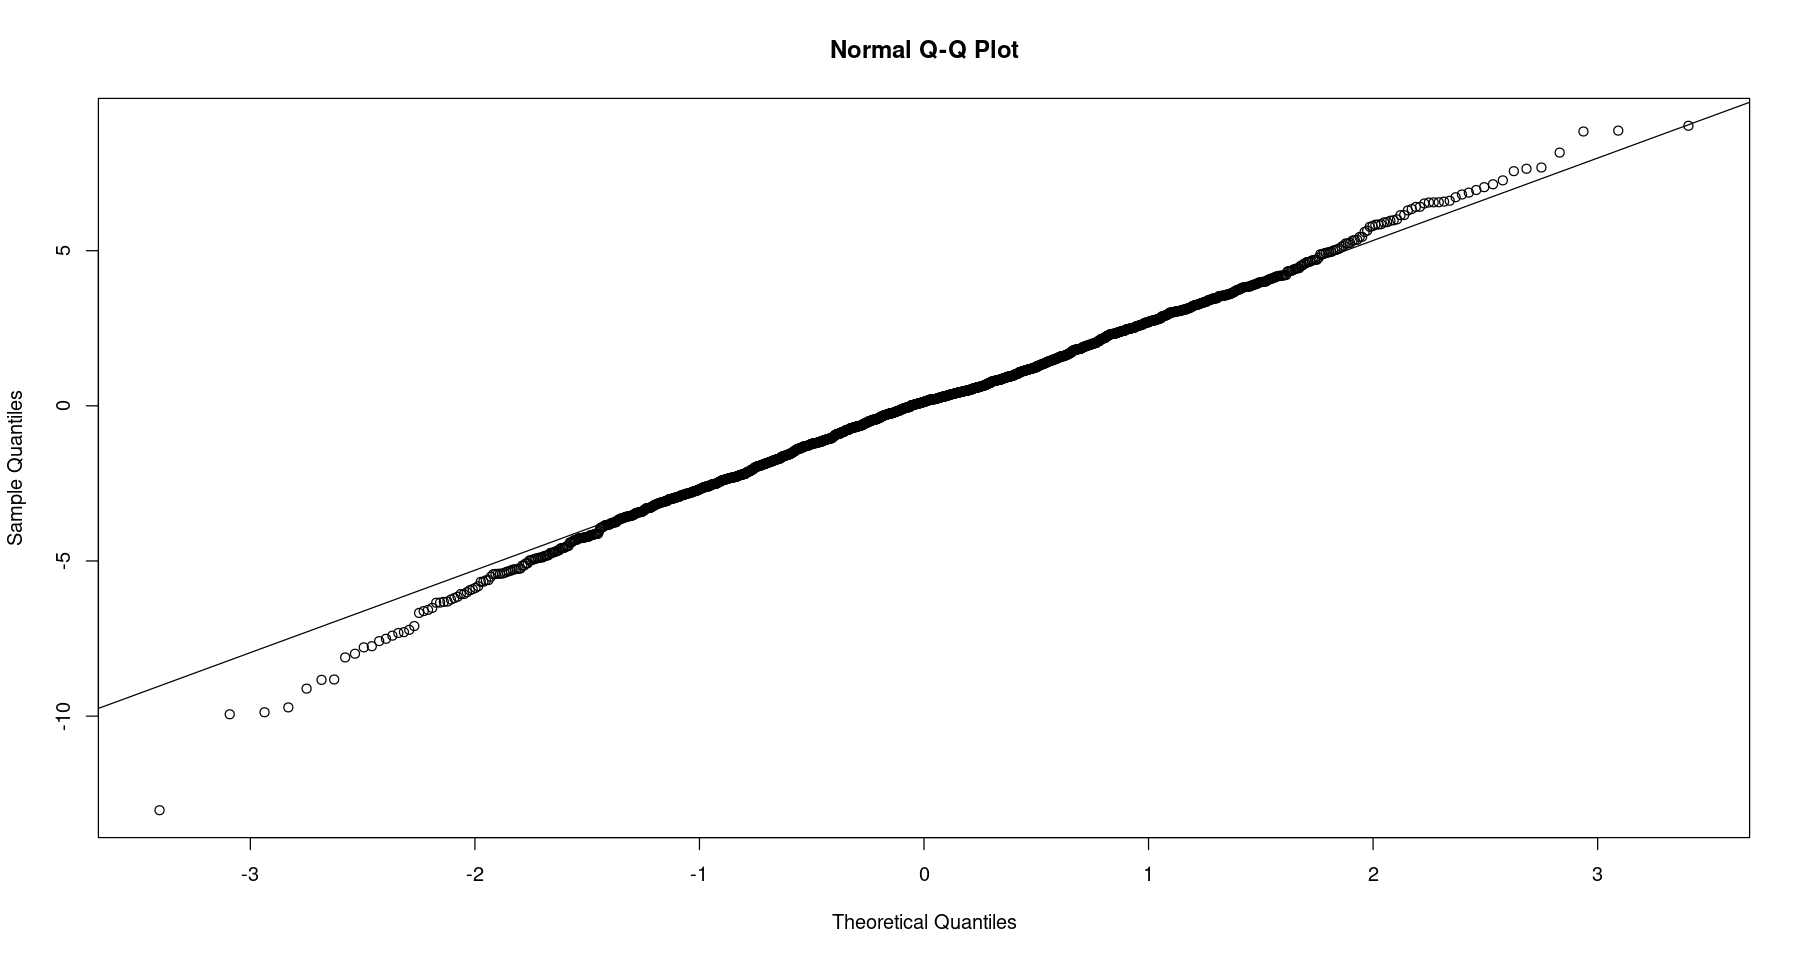 Normal Q-Q Plot
Sample Quantiles
5
0
-5
-10
-3 -2 -1 0 1 2 3
Theoretical Quantiles